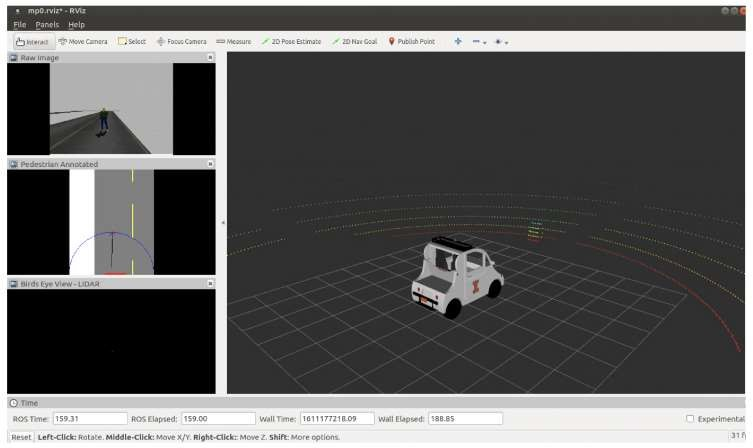 mp0.rviz* - RViz
File Panels Help
Interact Move Camera Select Focus Camera Measure 2D Pose Estimate 2D Nav Goal Publish Point
Raw Image
Pedestrian Annotated
Birds Eye View - LIDAR
Time
ROS Time: 159.31 ROS Elapsed: 159.00 Wall Time: 1611177218.09 Wall Elapsed: 188.85 Experimental
Reset Left-Click: Rotate. Middle-Click: Move X/Y. Right-Click:: Move Z. Shift: More options. 31 f